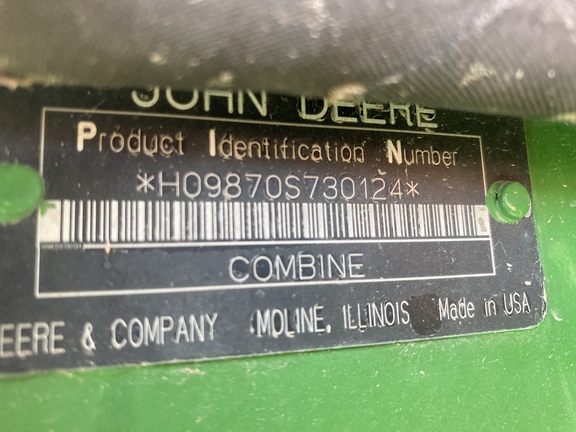 JOHN DEERE
Product Identification Number
*H09870S730124*
COMBINE
EERE & COMPANY MOLINE, ILLINOIS Made in USA